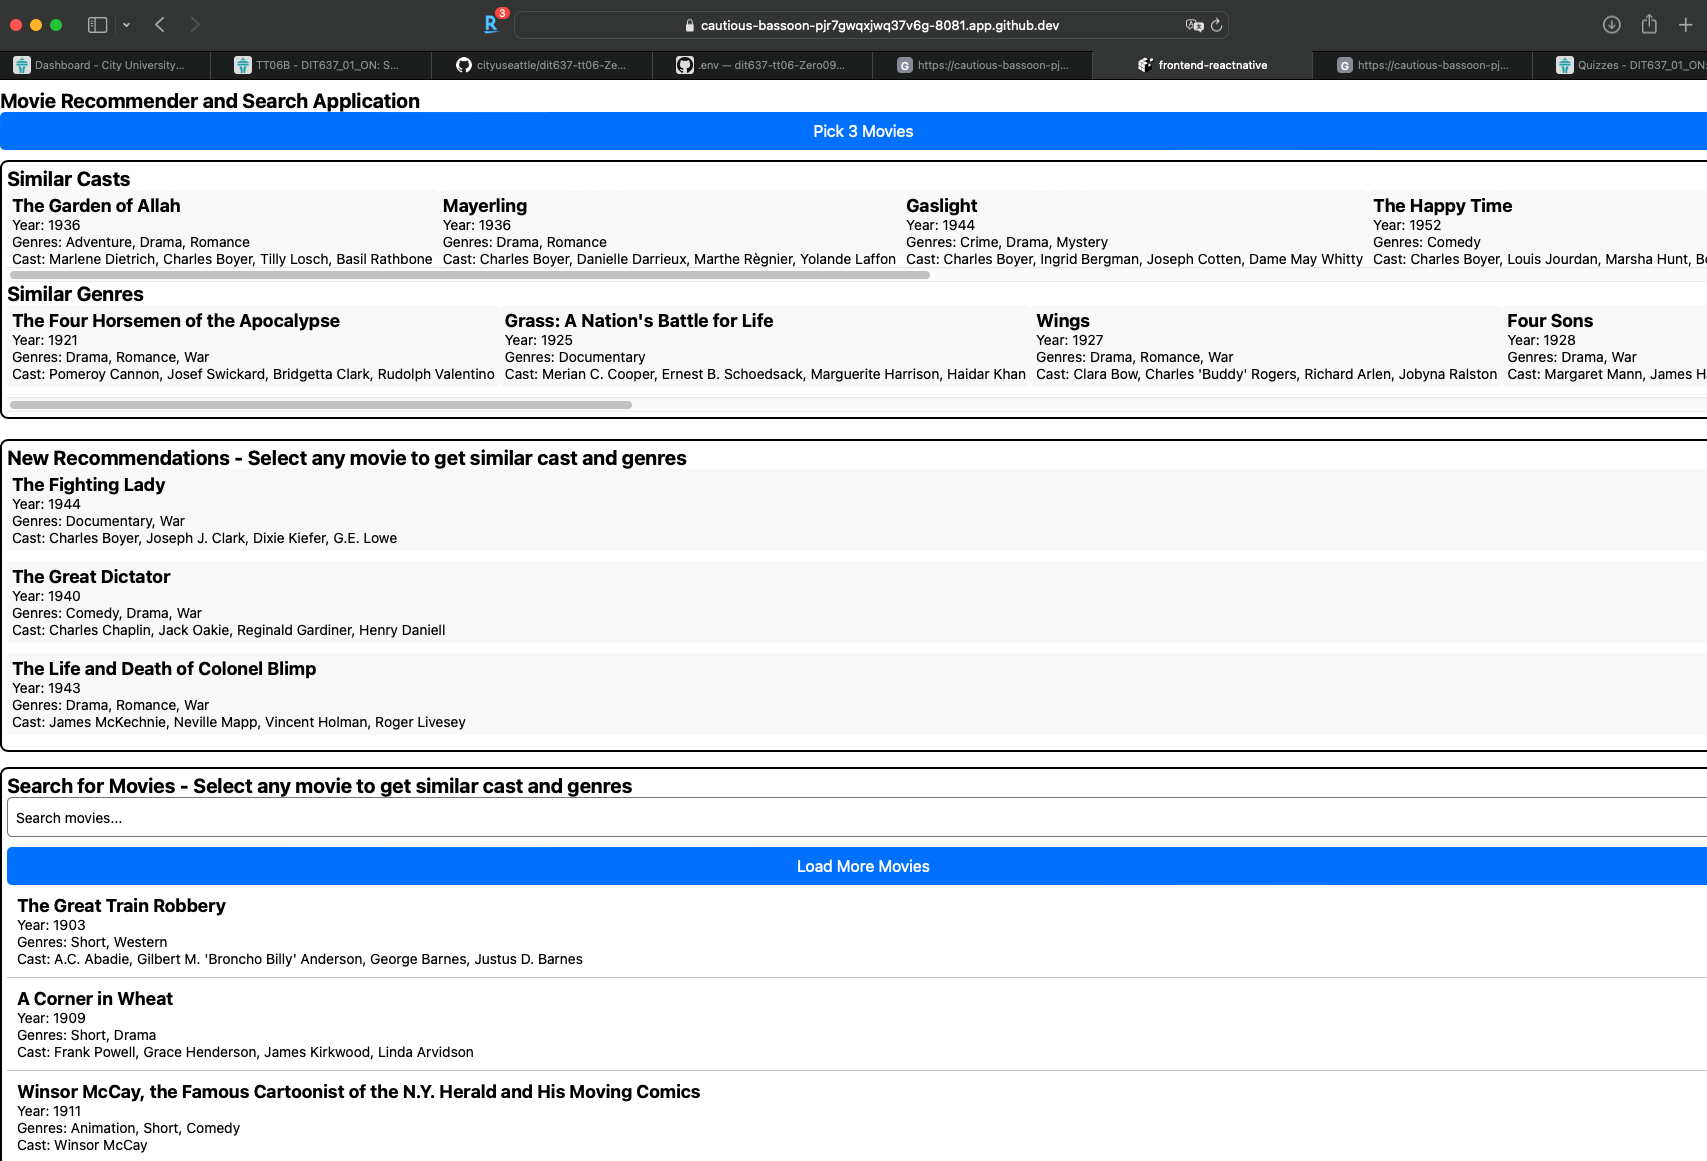 R 3
cautious-bassoon-pjr7gwqxjwq37v6g-8081.app.github.dev
Dashboard - City University...
TT06B - DIT637_01_ON: S...
cityuseattle/dit637-tt06-Ze...
.env — dit637-tt06-Zero09...
G https://cautious-bassoon-pj...
frontend-reactnative
G https://cautious-bassoon-pj...
Quizzes - DIT637_01_ON:
Movie Recommender and Search Application
Pick 3 Movies
Similar Casts
The Garden of Allah
Year: 1936
Genres: Adventure, Drama, Romance
Cast: Marlene Dietrich, Charles Boyer, Tilly Losch, Basil Rathbone
Mayerling
Year: 1936
Genres: Drama, Romance
Cast: Charles Boyer, Danielle Darrieux, Marthe Règnier, Yolande Laffon
Gaslight
Year: 1944
Genres: Crime, Drama, Mystery
Cast: Charles Boyer, Ingrid Bergman, Joseph Cotten, Dame May Whitty
The Happy Time
Year: 1952
Genres: Comedy
Cast: Charles Boyer, Louis Jourdan, Marsha Hunt,
Similar Genres
The Four Horsemen of the Apocalypse
Year: 1921
Genres: Drama, Romance, War
Cast: Pomeroy Cannon, Josef Swickard, Bridgetta Clark, Rudolph Valentino
Grass: A Nation's Battle for Life
Year: 1925
Genres: Documentary
Cast: Merian C. Cooper, Ernest B. Schoedsack, Marguerite Harrison, Haidar Khan
Wings
Year: 1927
Genres: Drama, Romance, War
Cast: Clara Bow, Charles 'Buddy' Rogers, Richard Arlen, Jobyna Ralston
Four Sons
Year: 1928
Genres: Drama, War
Cast: Margaret Mann, James
New Recommendations - Select any movie to get similar cast and genres
The Fighting Lady
Year: 1944
Genres: Documentary, War
Cast: Charles Boyer, Joseph J. Clark, Dixie Kiefer, G.E. Lowe
The Great Dictator
Year: 1940
Genres: Comedy, Drama, War
Cast: Charles Chaplin, Jack Oakie, Reginald Gardiner, Henry Daniell
The Life and Death of Colonel Blimp
Year: 1943
Genres: Drama, Romance, War
Cast: James McKechnie, Neville Mapp, Vincent Holman, Roger Livesey
Search for Movies - Select any movie to get similar cast and genres
Search movies...
Load More Movies
The Great Train Robbery
Year: 1903
Genres: Short, Western
Cast: A.C. Abadie, Gilbert M. 'Broncho Billy' Anderson, George Barnes, Justus D. Barnes
A Corner in Wheat
Year: 1909
Genres: Short, Drama
Cast: Frank Powell, Grace Henderson, James Kirkwood, Linda Arvidson
Winsor McCay, the Famous Cartoonist of the N.Y. Herald and His Moving Comics
Year: 1911
Genres: Animation, Short, Comedy
Cast: Winsor McCay